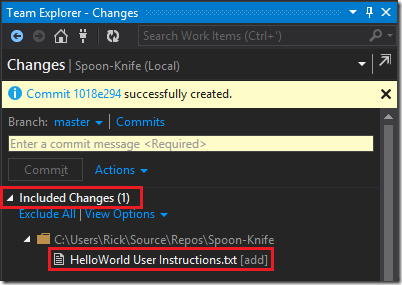 Team Explorer - Changes
Search Work Items (Ctrl+')
Changes | Spoon-Knife (Local)
Commit 1018e294 successfully created.
Branch: master | Commits
Enter a commit message <Required>
Commit Actions
Included Changes (1)
Exclude All | View Options
C:\Users\Rick\Source\Repos\Spoon-Knife
HelloWorld User Instructions.txt [add]